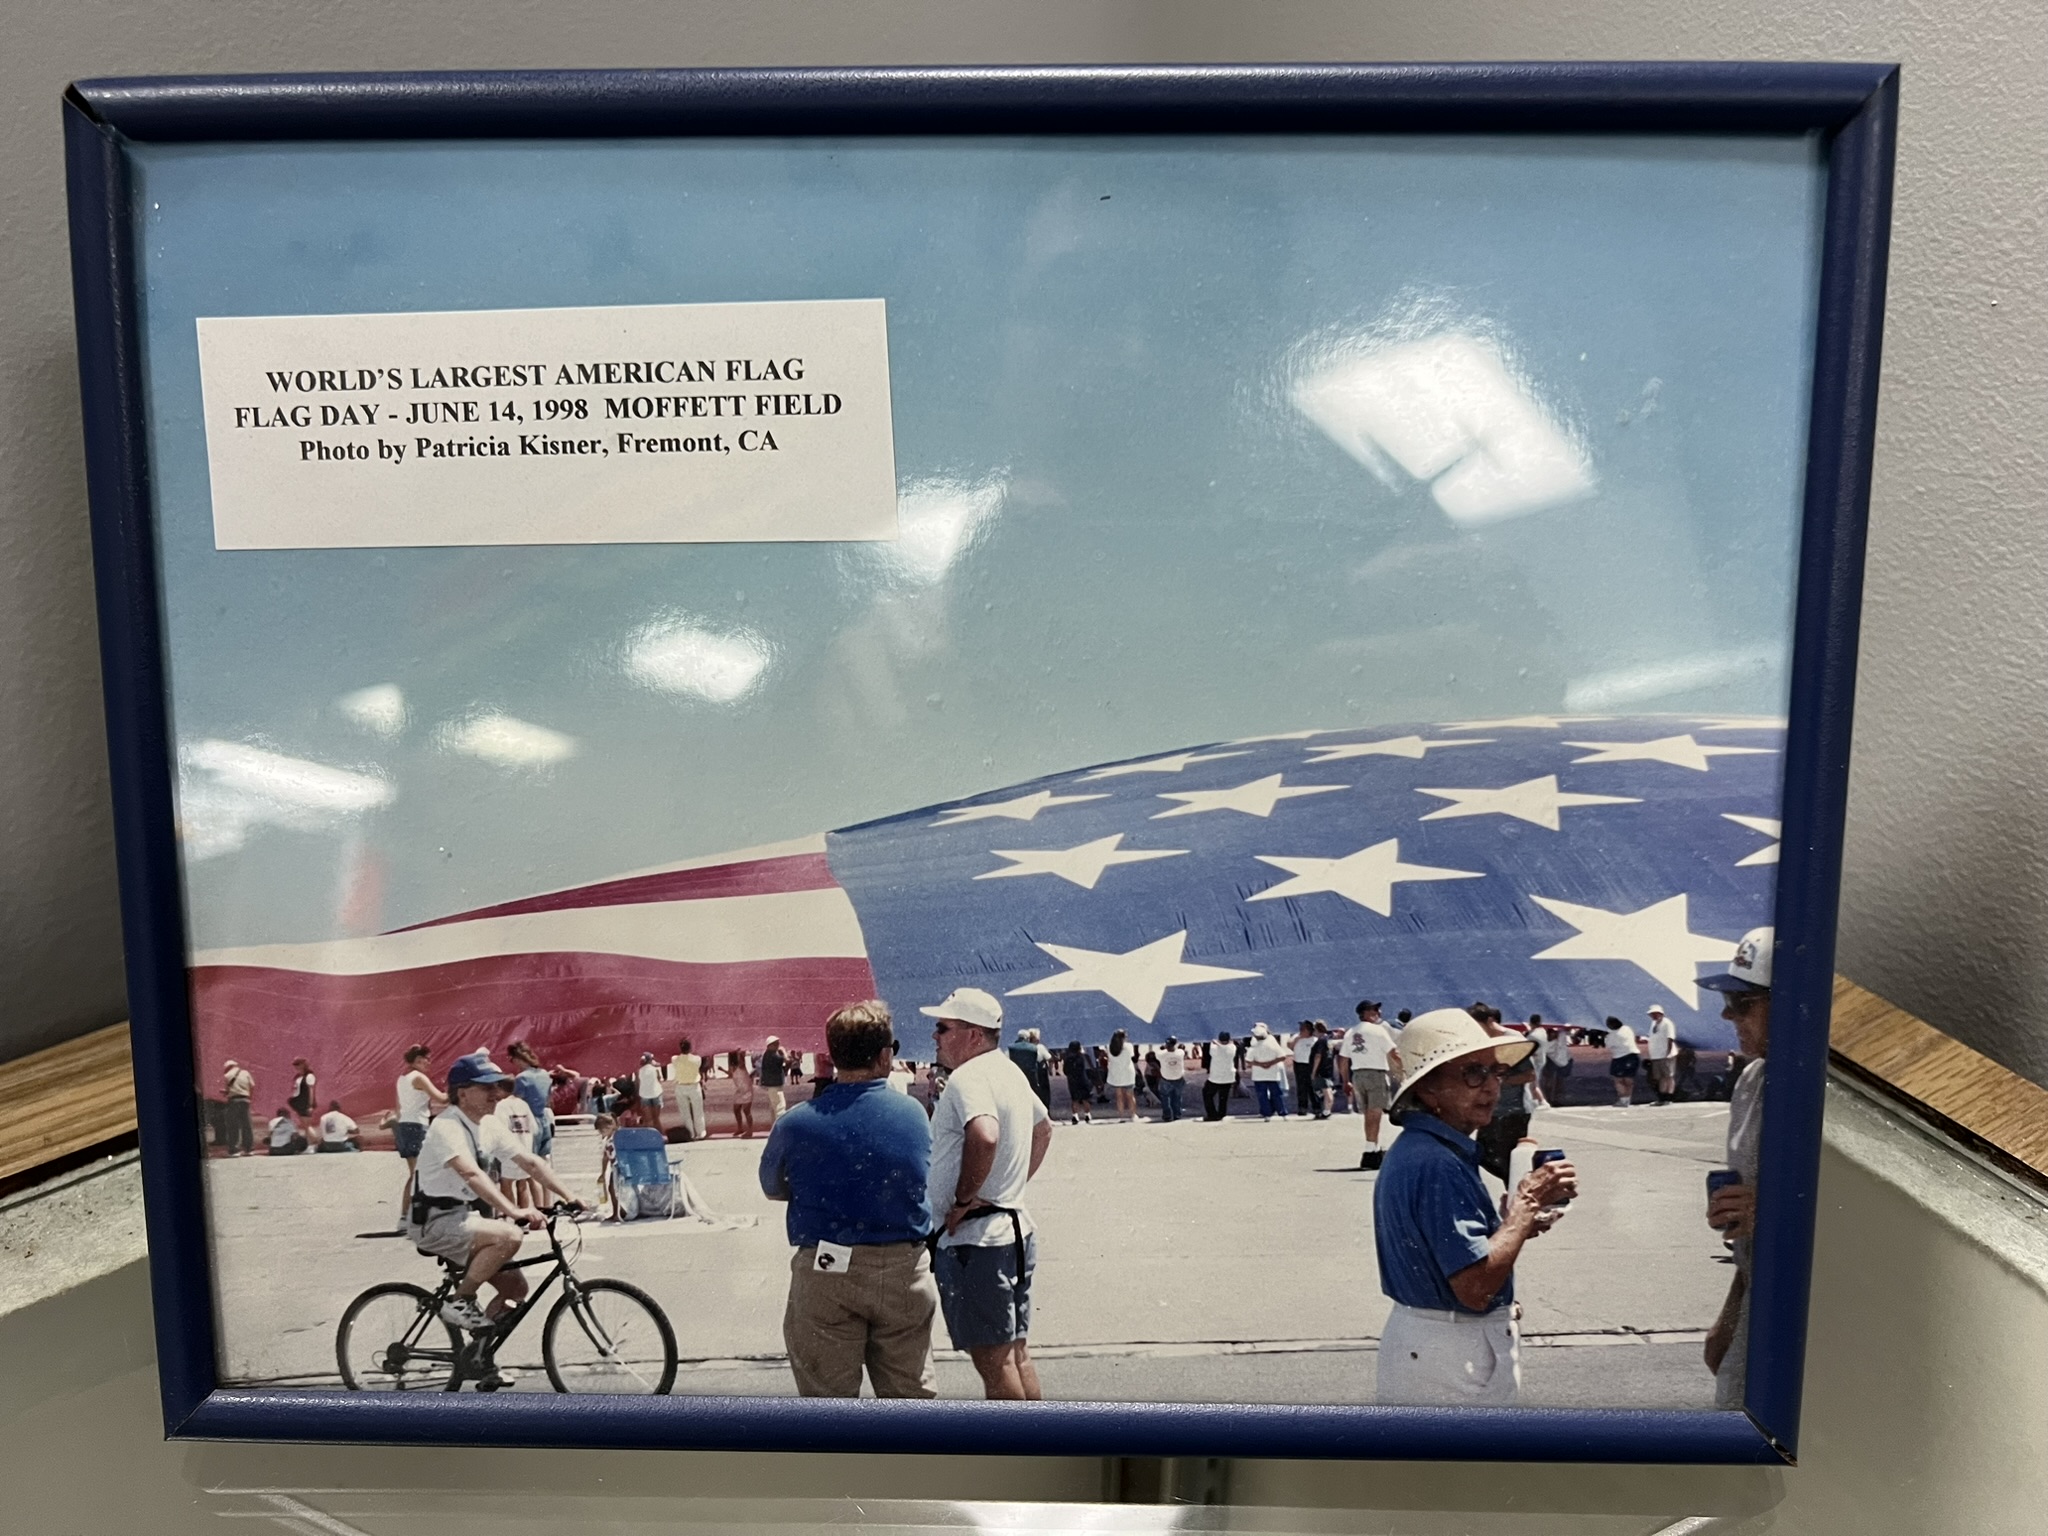 WORLD'S LARGEST AMERICAN FLAG
FLAG DAY - JUNE 14, 1998 MOFFETT FIELD
Photo by Patricia Kisner, Fremont, CA